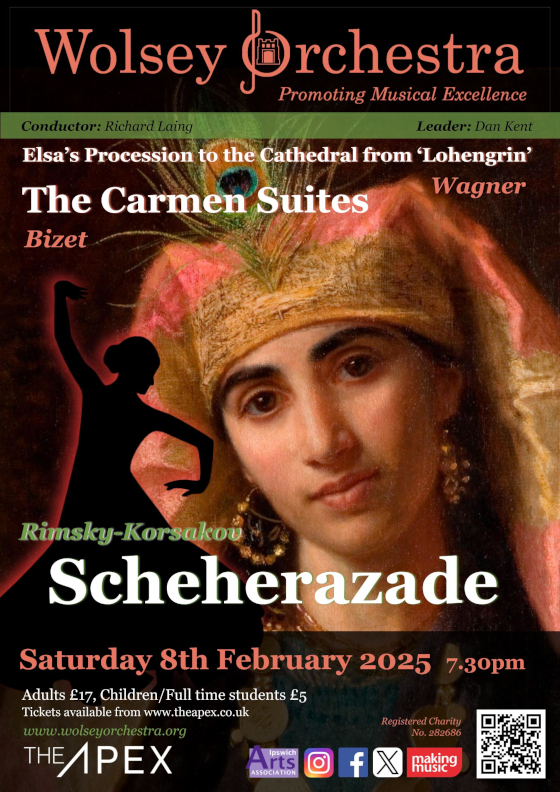 Wolsey Orchestra
Promoting Musical Excellence
Conductor: Richard Laing
Leader: Dan Kent
Elsa’s Procession to the Cathedral from ‘Lohengrin’
Wagner
The Carmen Suites
Bizet
Rimsky-Korsakov
Scheherazade
Saturday 8th February 2025 7.30pm
Adults £17, Children/Full time students £5
Tickets available from www.theapex.co.uk
www.wolseyorchestra.org
Registered Charity
No. 282686
THE APEX
Ipswich
Arts
ASSOCIATION
making
music